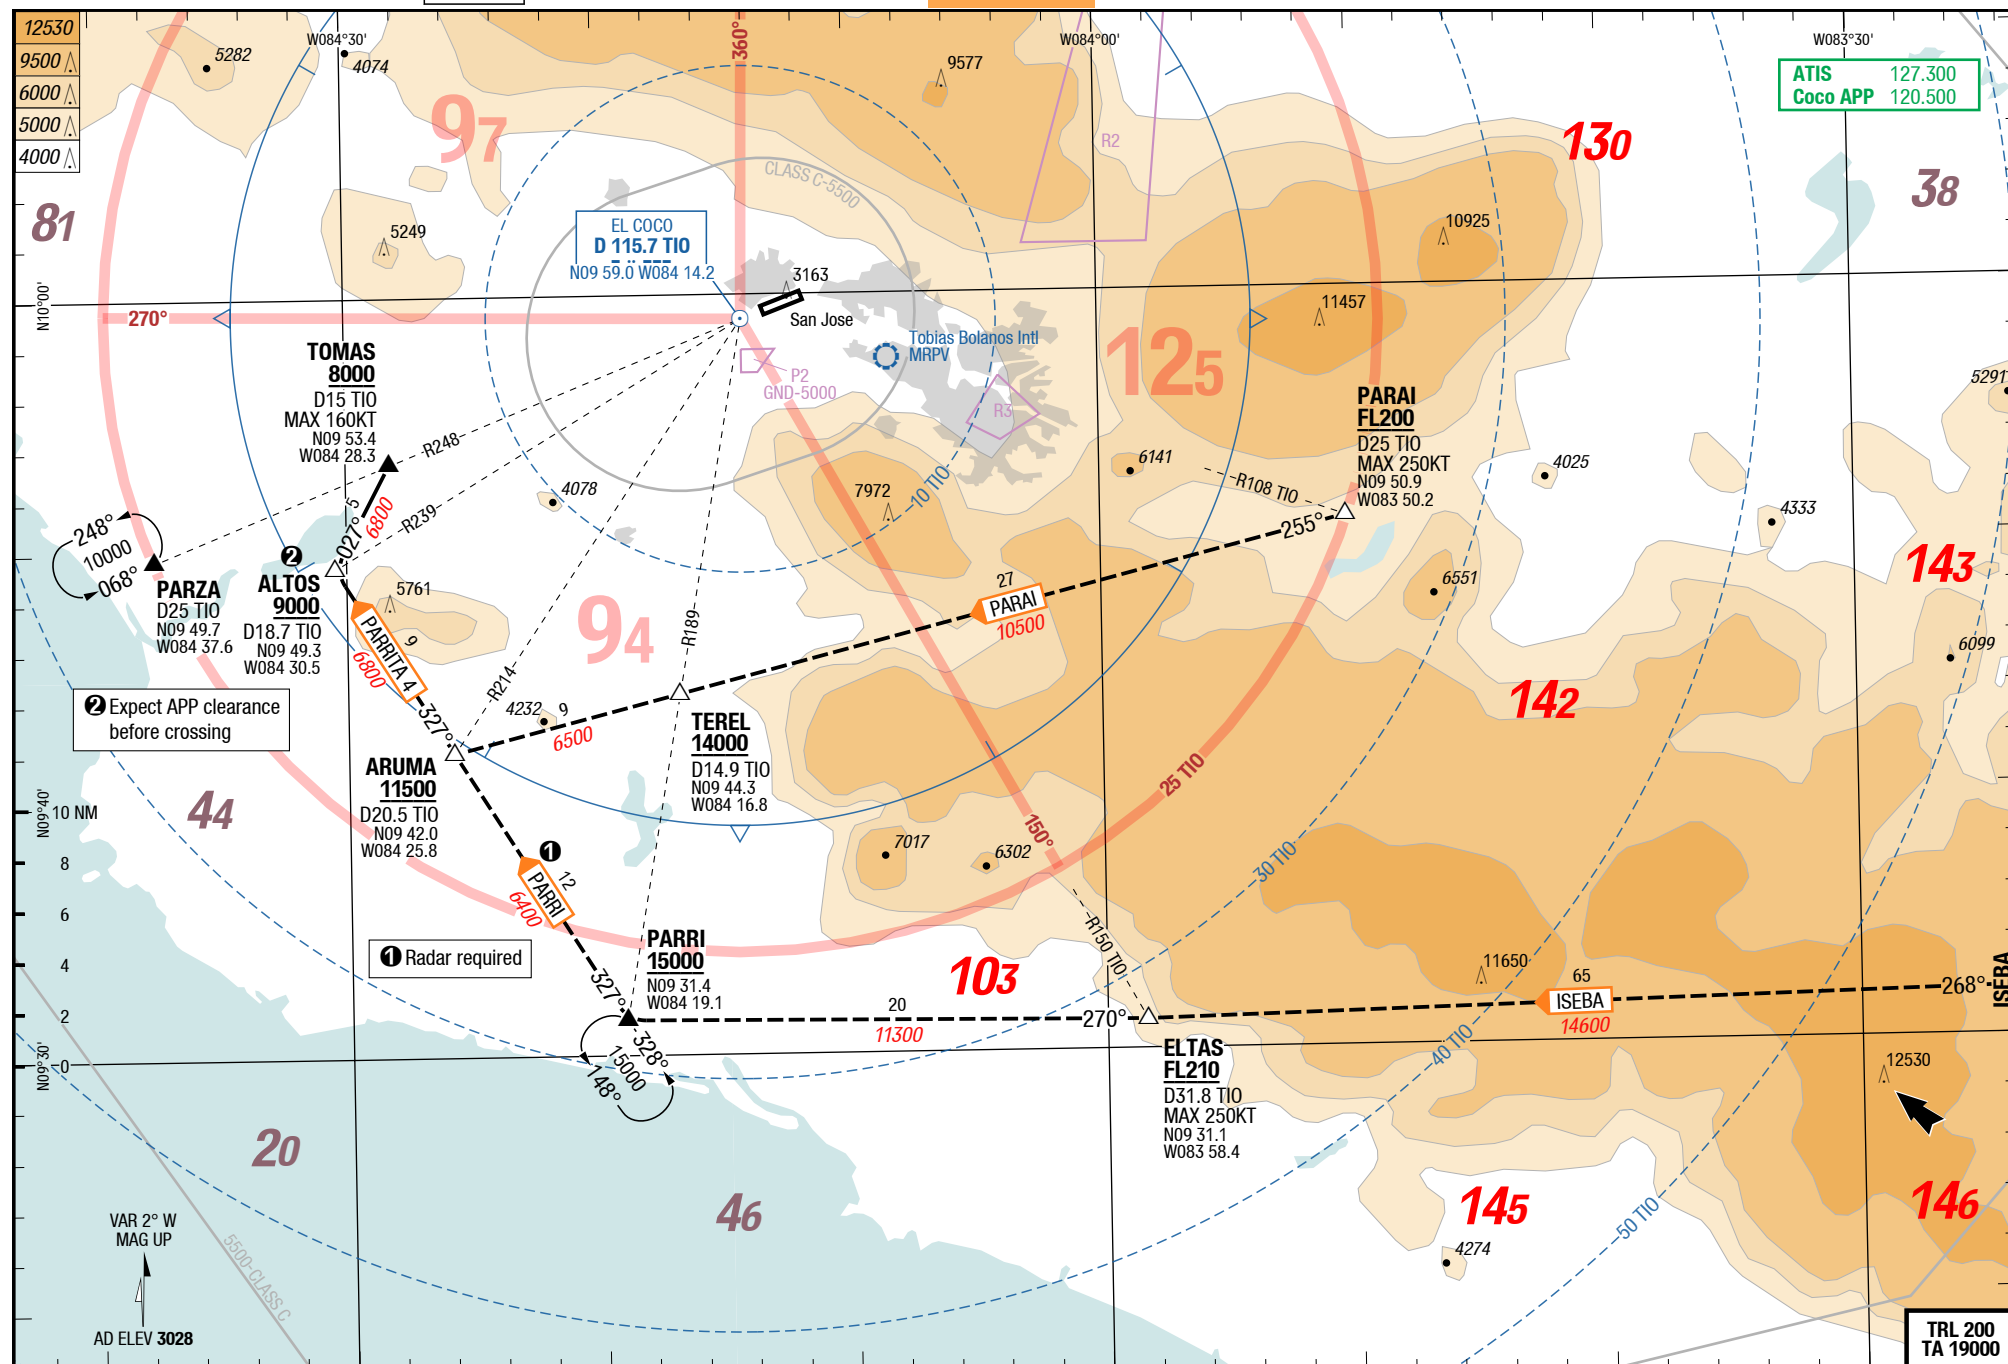 12530
9500
6000
5000
4000
W084°30'
W084°00'
W083°30'
5282
4074
360°
9577
ATIS 127.300
Coco APP 120.500
97
R2
130
38
81
5249
CLASS C-5500
10925
EL COCO
D 115.7 TIO
N09 59.0 W084 14.2
3163
N10°00'
270°
San Jose
11457
Tobias Bolanos Intl
MRPV
125
P2
GND-5000
R3
5291
TOMAS
8000
D15 TIO
MAX 160KT
N09 53.4
W084 28.3
PARAI
FL200
D25 TIO
MAX 250KT
N09 50.9
W083 50.2
R248
R239
6141
4025
R108 TIO
4078
7972
10 TIO
4333
5
6800
027°
255°
248°
10000
068°
PARZA
D25 TIO
N09 49.7
W084 37.6
2
ALTOS
9000
D18.7 TIO
N09 49.3
W084 30.5
5761
94
R189
27
PARAI
10500
6551
143
6099
9
PARRITA 4
6800
R214
327°
2 Expect APP clearance
before crossing
4232
9
6500
TEREL
14000
D14.9 TIO
N09 44.3
W084 16.8
142
25 TIO
ARUMA
11500
D20.5 TIO
N09 42.0
W084 25.8
44
N09°40'
10 NM
8
6
4
2
0
150°
7017
6302
30 TIO
1
12
PARRI
6400
R150 TIO
1 Radar required
327°
PARRI
15000
N09 31.4
W084 19.1
103
11650
65
ISEBA
14600
268°
ISEBA
20
11300
270°
328°
15000
148°
N09°30'
ELTAS
FL210
D31.8 TIO
MAX 250KT
N09 31.1
W083 58.4
40 TIO
12530
20
46
145
146
50 TIO
4274
VAR 2° W
MAG UP
5500-CLASS C
AD ELEV 3028
TRL 200
TA 19000